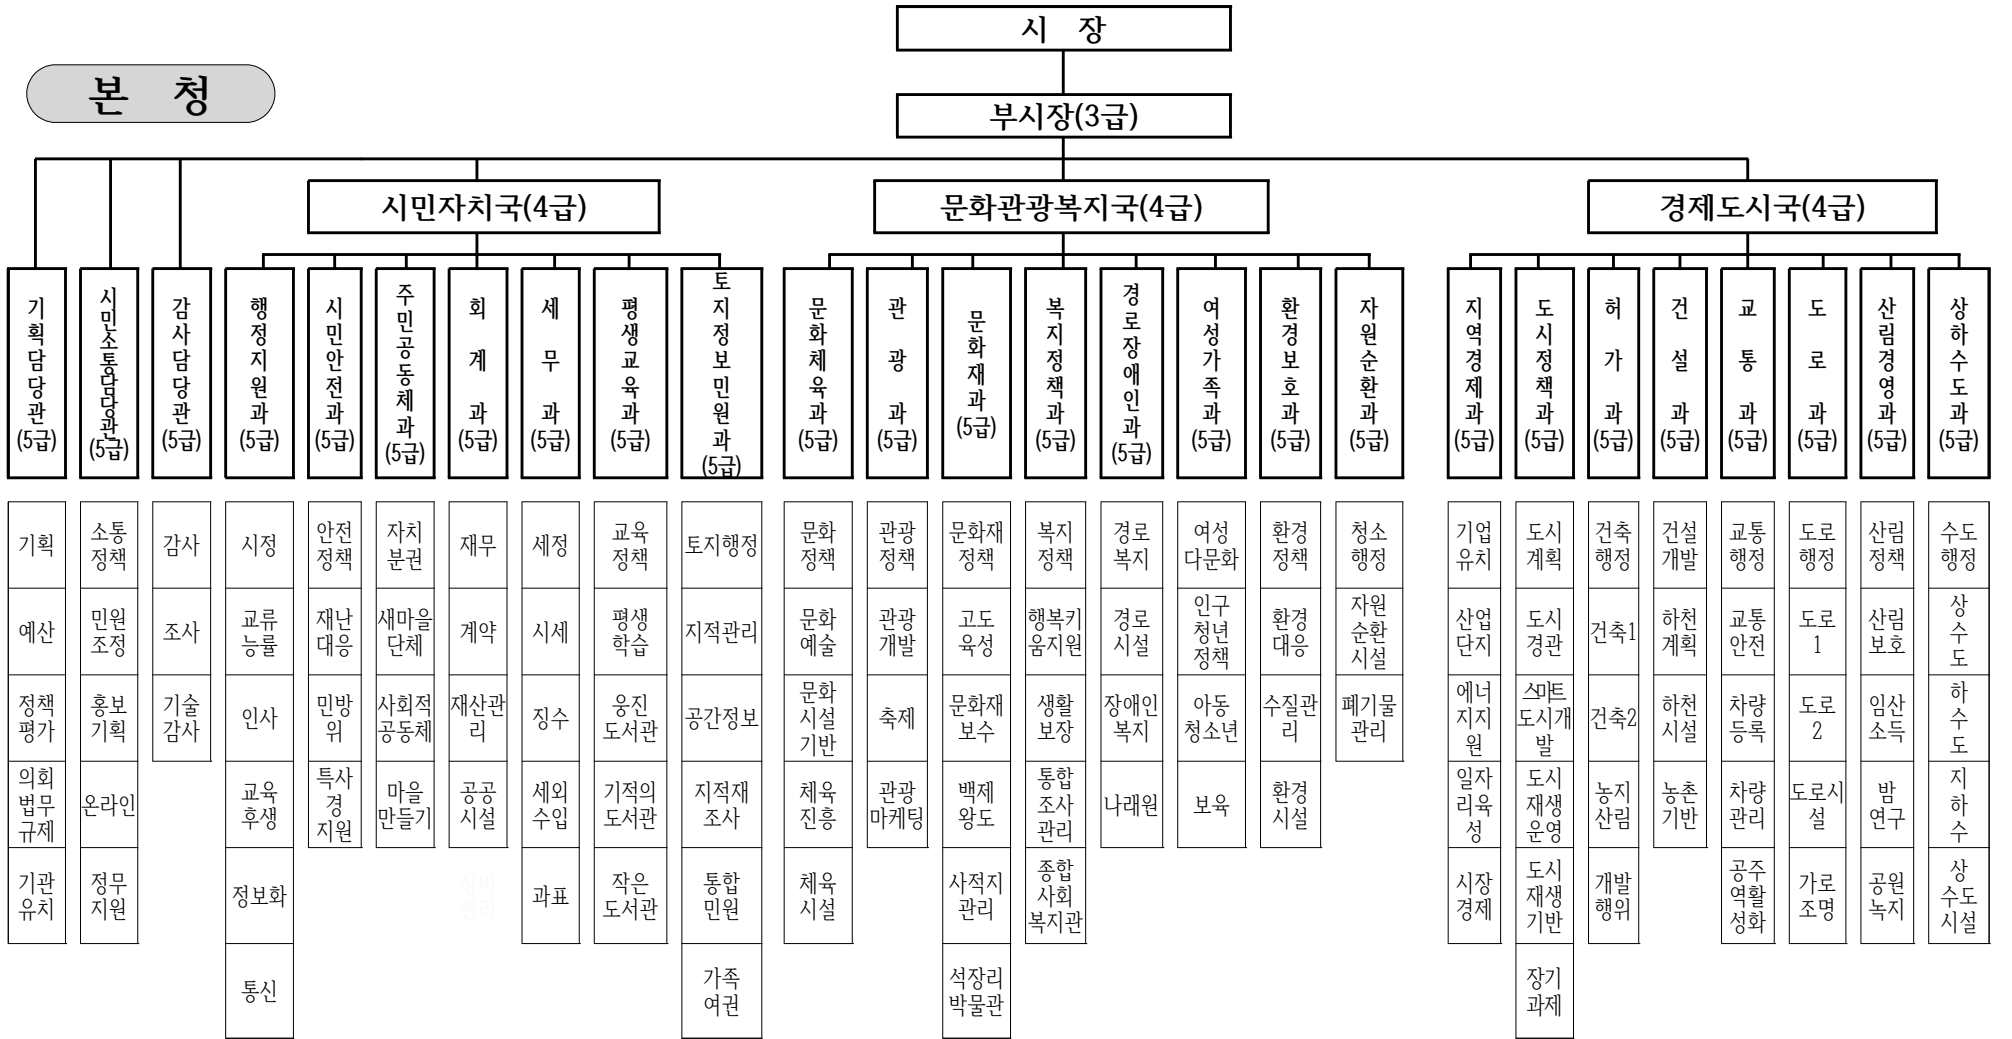 시 장
본 청
부시장(3급)
시민자치국(4급)
문화관광복지국(4급)
경제도시국(4급)
기획담당관
(5급)
시민소통담당관
(5급)
감사담당관
(5급)
행정지원과
(5급)
시민안전과
(5급)
주민공동체과
(5급)
회계과
(5급)
세무과
(5급)
평생교육과
(5급)
토지정보민원과
(5급)
문화체육과
(5급)
관광과
(5급)
문화재과
(5급)
복지정책과
(5급)
경로장애인과
(5급)
여성가족과
(5급)
환경보호과
(5급)
자원순환과
(5급)
지역경제과
(5급)
도시정책과
(5급)
허가과
(5급)
건설과
(5급)
교통과
(5급)
도로과
(5급)
산림경영과
(5급)
상하수도과
(5급)
기획
예산
정책
평가
의회
법무
규제
기관
유치
소통
정책
민원
조정
홍보
기획
온라인
정무
지원
감사
조사
기술
감사
시정
교류
능률
인사
교육
후생
정보화
통신
안전
정책
재난
대응
민방
위
특사
경
지원
자치
분권
새마을
단체
사회적
공동체
마을
만들기
재무
계약
재산관
리
공공
시설
장비
관리
세정
시세
징수
세외
수입
과표
교육
정책
평생
학습
웅진
도서관
기적의
도서관
작은
도서관
토지행정
지적관리
공간정보
지적재
조사
통합
민원
가족
여권
문화
정책
문화
예술
문화
시설
기반
체육
진흥
체육
시설
관광
정책
관광
개발
축제
관광
마케팅
문화재
정책
고도
육성
문화재
보수
백제
왕도
사적지
관리
석장리
박물관
복지
정책
행복키
움지원
생활
보장
통합
조사
관리
종합
사회
복지관
경로
복지
경로
시설
장애인
복지
나래원
여성
다문화
인구
청년
정책
아동
청소년
보육
환경
정책
환경
대응
수질관
리
환경
시설
청소
행정
자원
순환
시설
폐기물
관리
기업
유치
산업
단지
에너
지지
원
일자
리육
성
시장
경제
도시
계획
도시
경관
스마트
도시개
발
도시
재생
운영
도시
재생
기반
장기
과제
건축
행정
건축1
건축2
농지
산림
개발
행위
건설
개발
하천
계획
하천
시설
농촌
기반
교통
행정
교통
안전
차량
등록
차량
관리
공주
역활
성화
도로
행정
도로
1
도로
2
도로시
설
가로
조명
산림
정책
산림
보호
임산
소득
밤
연구
공원
녹지
수도
행정
상
수
도
하
수
도
지
하
수
상
수도
시설